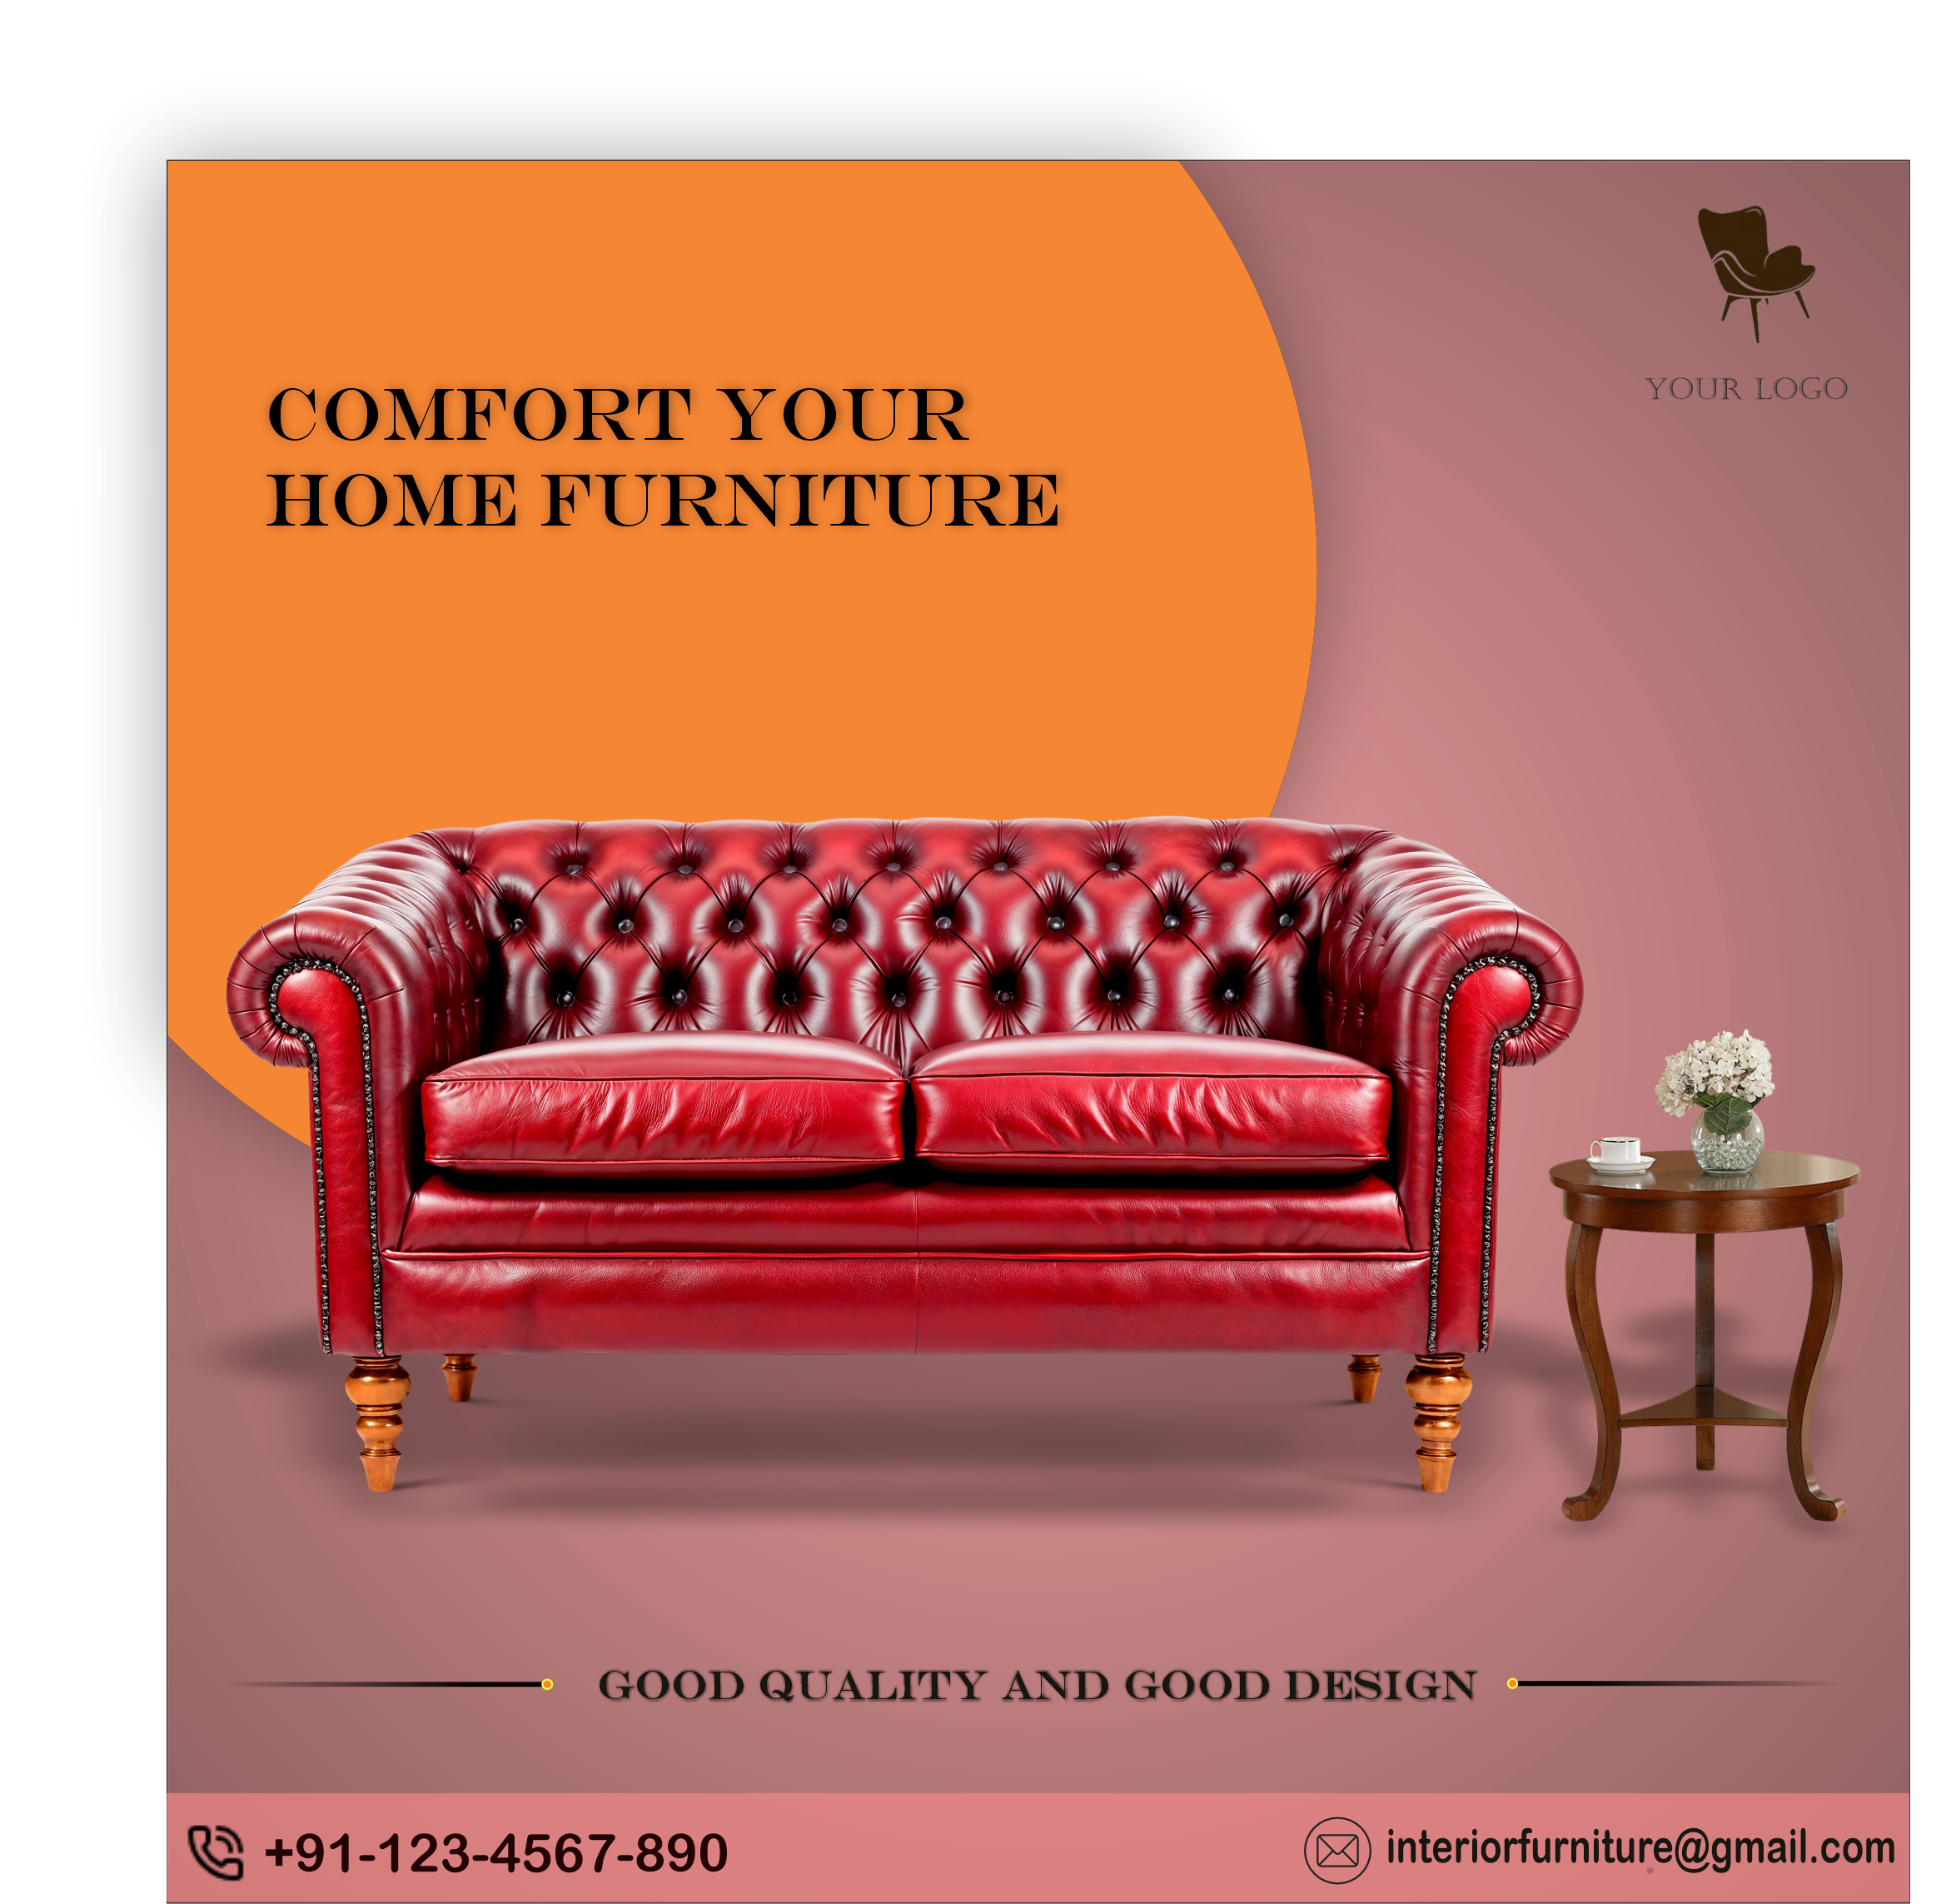 COMFORT YOUR
HOME FURNITURE
YOUR LOGO
GOOD QUALITY AND GOOD DESIGN
+91-123-4567-890
interiorfurniture@gmail.com